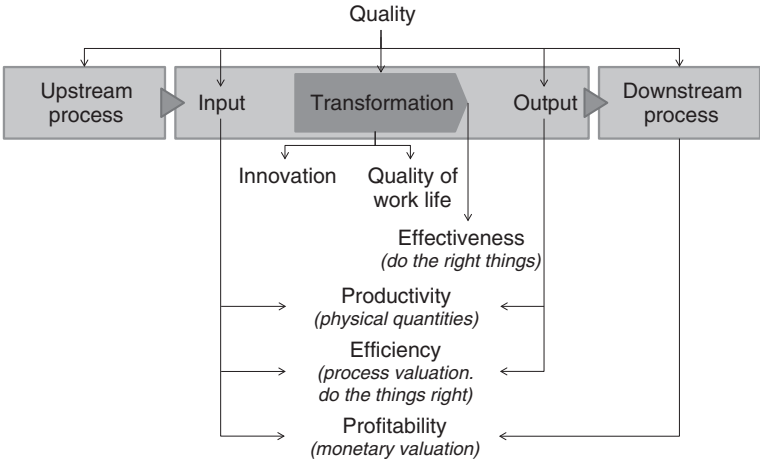 Quality
Upstream
process
Input
Transformation
Output
Downstream
process
Innovation
Quality of
work life
Effectiveness
(do the right things)
Productivity
(physical quantities)
Efficiency
(process valuation.
do the things right)
Profitability
(monetary valuation)